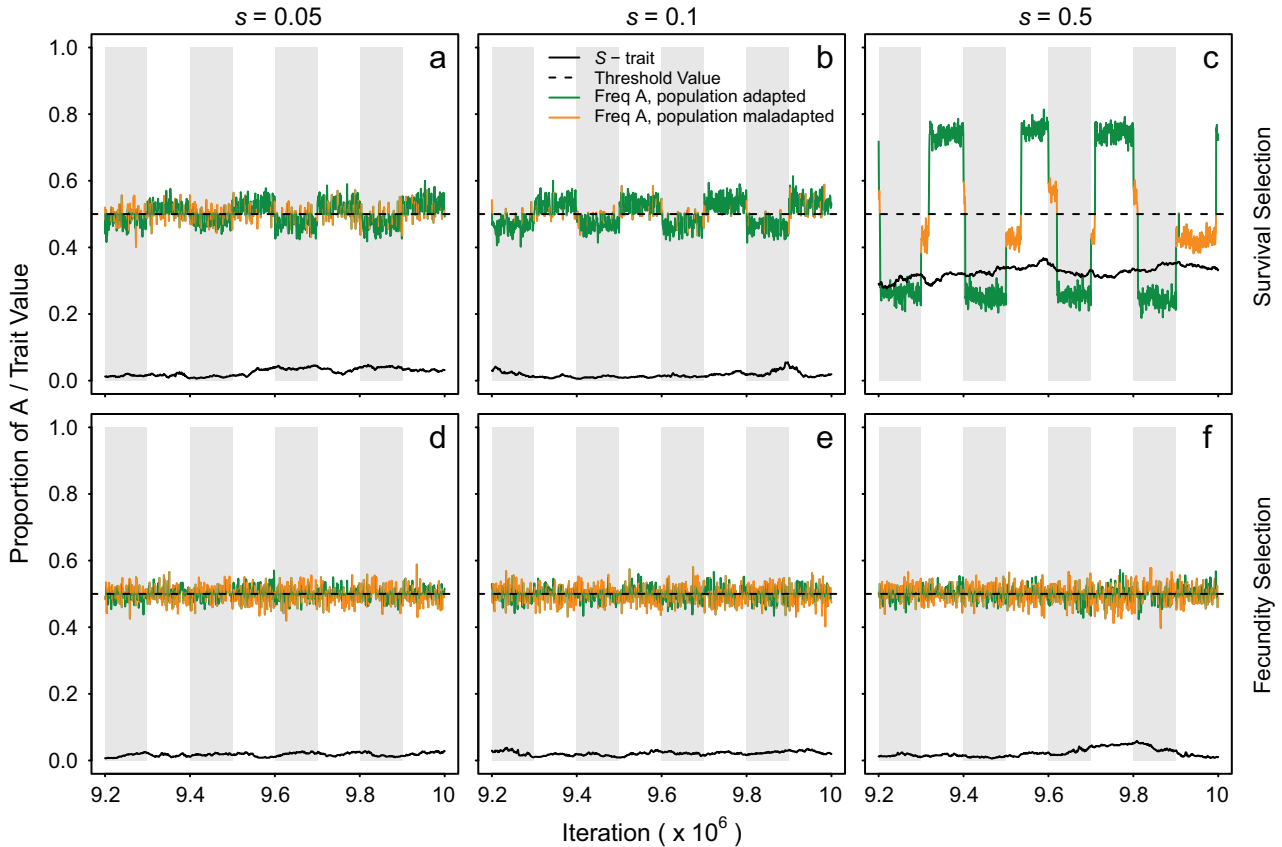 s = 0.05
s = 0.1
s = 0.5
1.0
0.8
0.6
0.4
0.2
0.0
a
b
S − trait
Threshold Value
Freq A, population adapted
Freq A, population maladapted
c
Survival Selection
Proportion of A / Trait Value
1.0
0.8
0.6
0.4
0.2
0.0
d
e
f
Fecundity Selection
9.2
9.4
9.6
9.8
10
9.2
9.4
9.6
9.8
10
9.2
9.4
9.6
9.8
10
Iteration ( x 10^6 )